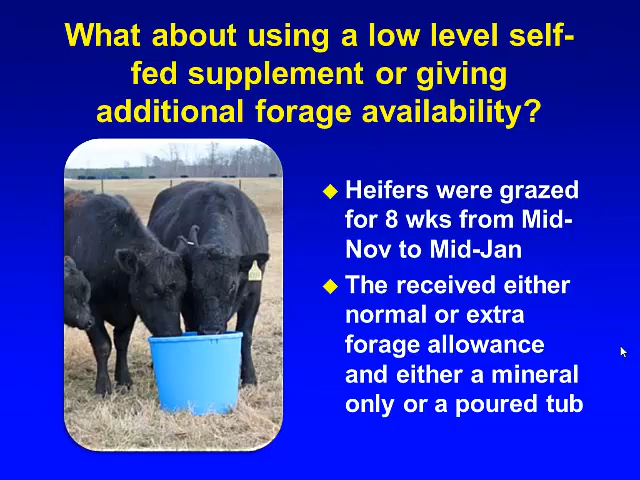 What about using a low level self-
fed supplement or giving
additional forage availability?
Heifers were grazed
for 8 wks from Mid-
Nov to Mid-Jan
The received either
normal or extra
forage allowance
and either a mineral
only or a poured tub